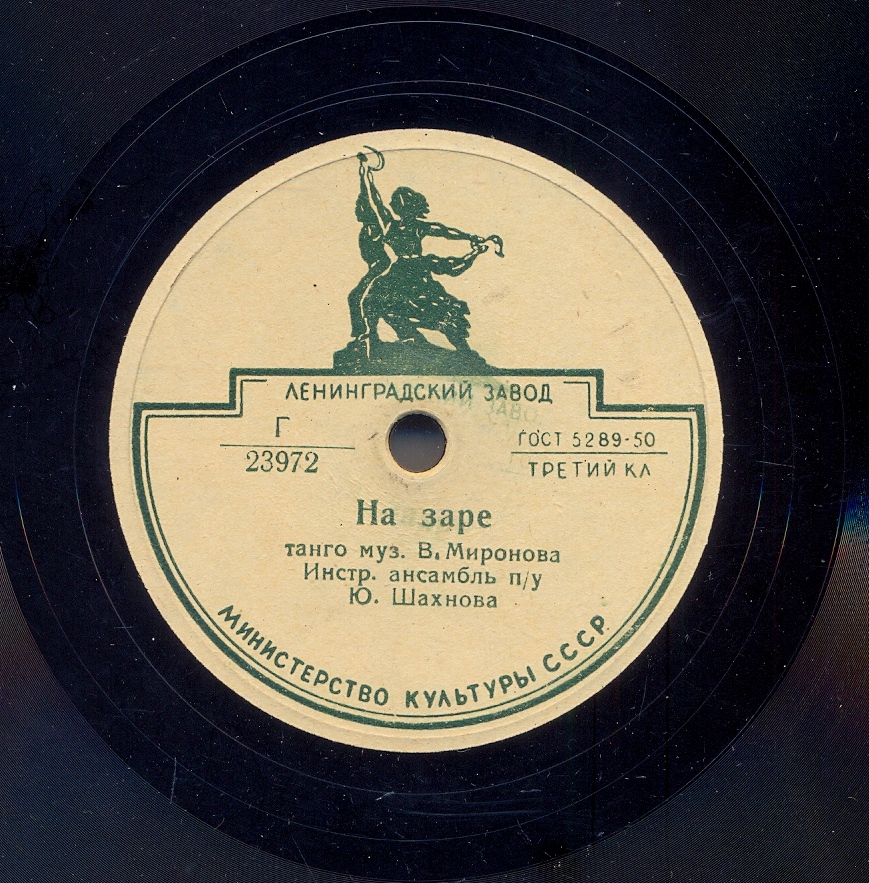 ЛЕНИНГРАДСКИЙ ЗАВОД
Г
23972
ГОСТ 5289-50
ТРЕТИЙ КЛ
На заре
танго муз. В. Миронова
Инстр. ансамбль п/у
Ю. Шахнова
МИНИСТЕРСТВО КУЛЬТУРЫ СССР